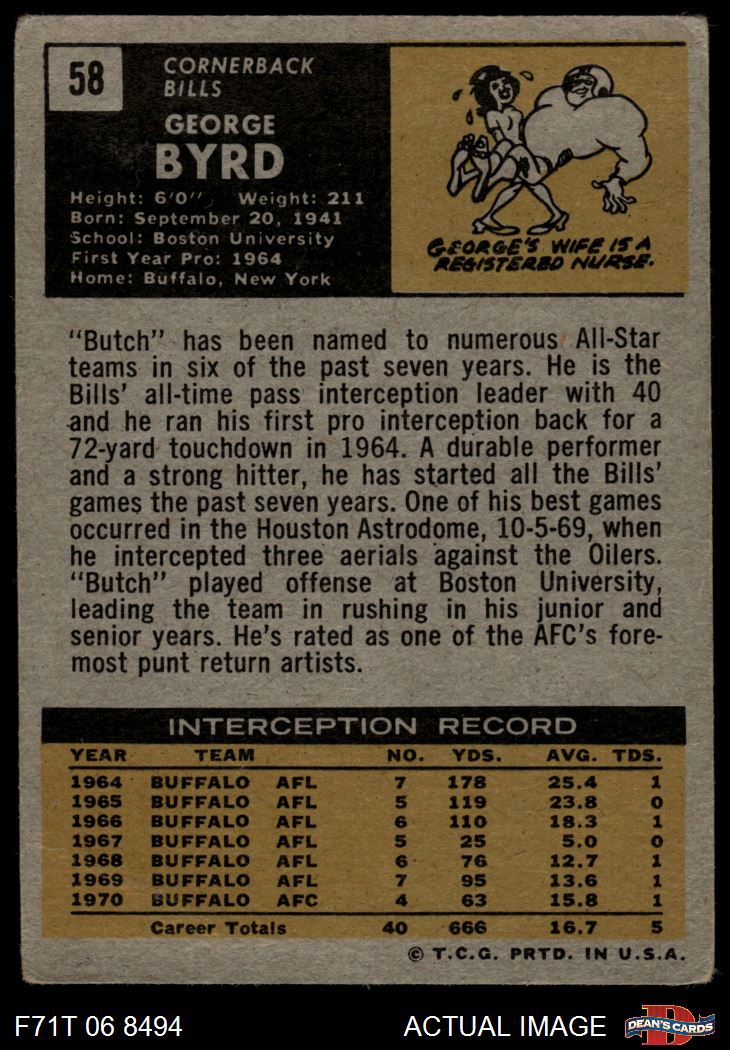 58
CORNERBACK
BILLS
GEORGE
BYRD
Height: 6'0" Weight: 211
Born: September 20, 1941
School: Boston University
First Year Pro: 1964
Home: Buffalo, New York
GEORGE'S WIFE IS A
REGISTERED NURSE.
"Butch" has been named to numerous All-Star
teams in six of the past seven years. He is the
Bills' all-time pass interception leader with 40
and he ran his first pro interception back for a
72-yard touchdown in 1964. A durable performer
and a strong hitter, he has started all the Bills'
games the past seven years. One of his best games
occurred in the Houston Astrodome, 10-5-69, when
he intercepted three aerials against the Oilers.
"Butch" played offense at Boston University,
leading the team in rushing in his junior and
senior years. He's rated as one of the AFC's fore-
most punt return artists.
INTERCEPTION RECORD
YEAR TEAM NO. YDS. AVG. TDS.
1964 BUFFALO AFL 7 178 25.4 1
1965 BUFFALO AFL 5 119 23.8 0
1966 BUFFALO AFL 6 110 18.3 1
1967 BUFFALO AFL 5 25 5.0 0
1968 BUFFALO AFL 6 76 12.7 1
1969 BUFFALO AFL 7 95 13.6 1
1970 BUFFALO AFC 4 63 15.8 1
Career Totals 40 666 16.7 5
© T.C.G. PRTD. IN U.S.A.
F71T 06 8494 ACTUAL IMAGE D DEAN'S CARDS